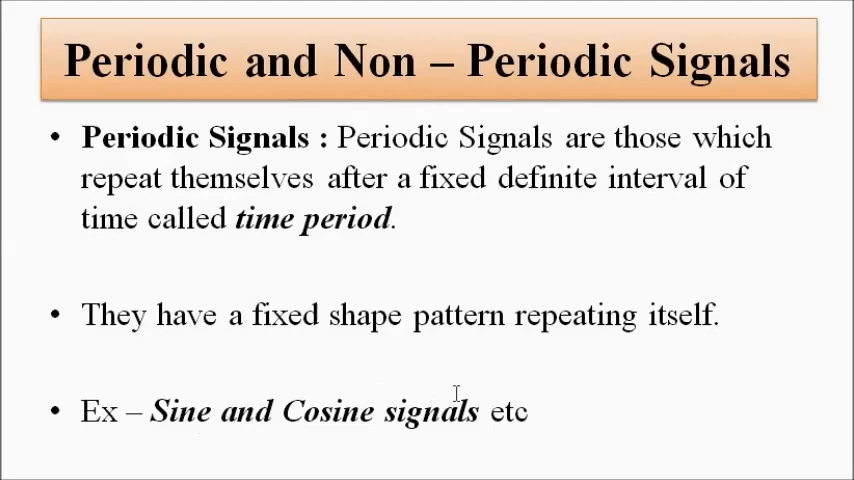 Periodic and Non – Periodic Signals
• Periodic Signals : Periodic Signals are those which
repeat themselves after a fixed definite interval of
time called time period.
• They have a fixed shape pattern repeating itself.
• Ex – Sine and Cosine signals etc